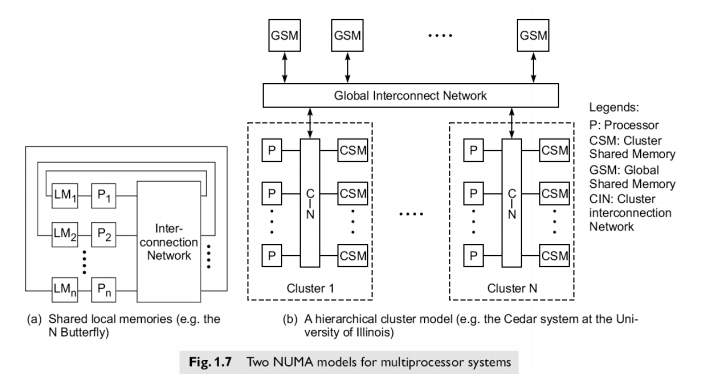 GSM GSM .... GSM
Global Interconnect Network
Legends:
P: Processor
CSM: Cluster
Shared Memory
GSM: Global
Shared Memory
CIN: Cluster
interconnection
Network
P CSM
P C I N CSM
P CSM
Cluster 1
....
P CSM
P C I N CSM
P CSM
Cluster N
LM1 P1
LM2 P2
LMn Pn
Inter-
connection
Network
(a) Shared local memories (e.g. the
N Butterfly)
(b) A hierarchical cluster model (e.g. the Cedar system at the Uni-
versity of Illinois)
Fig. 1.7 Two NUMA models for multiprocessor systems